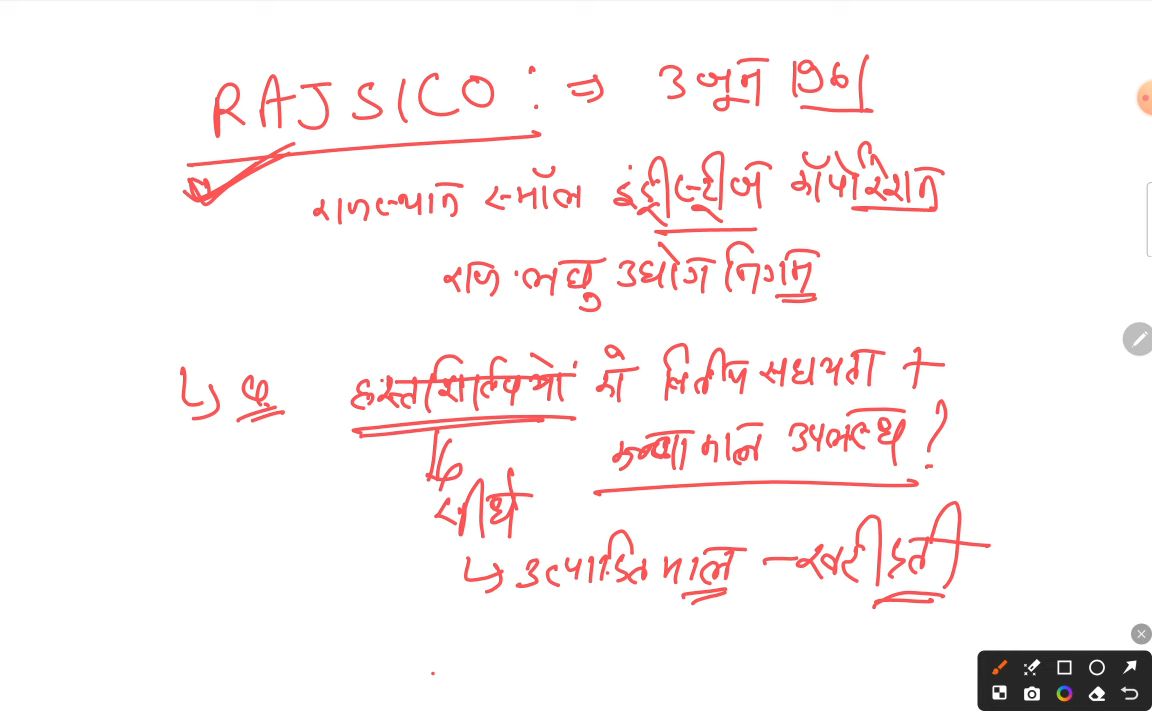 RAJSICO : ⇒ 3 जून 1961
राजस्थान स्मॉल इंडस्ट्रीज कॉर्पोरेशन
राज. लघु उद्योग निगम
↳ हस्तशिल्पियों को वित्तीय सहायता +
कच्चा माल उपलब्ध ?
सीधे
↳ उत्पादित माल – खरीदती